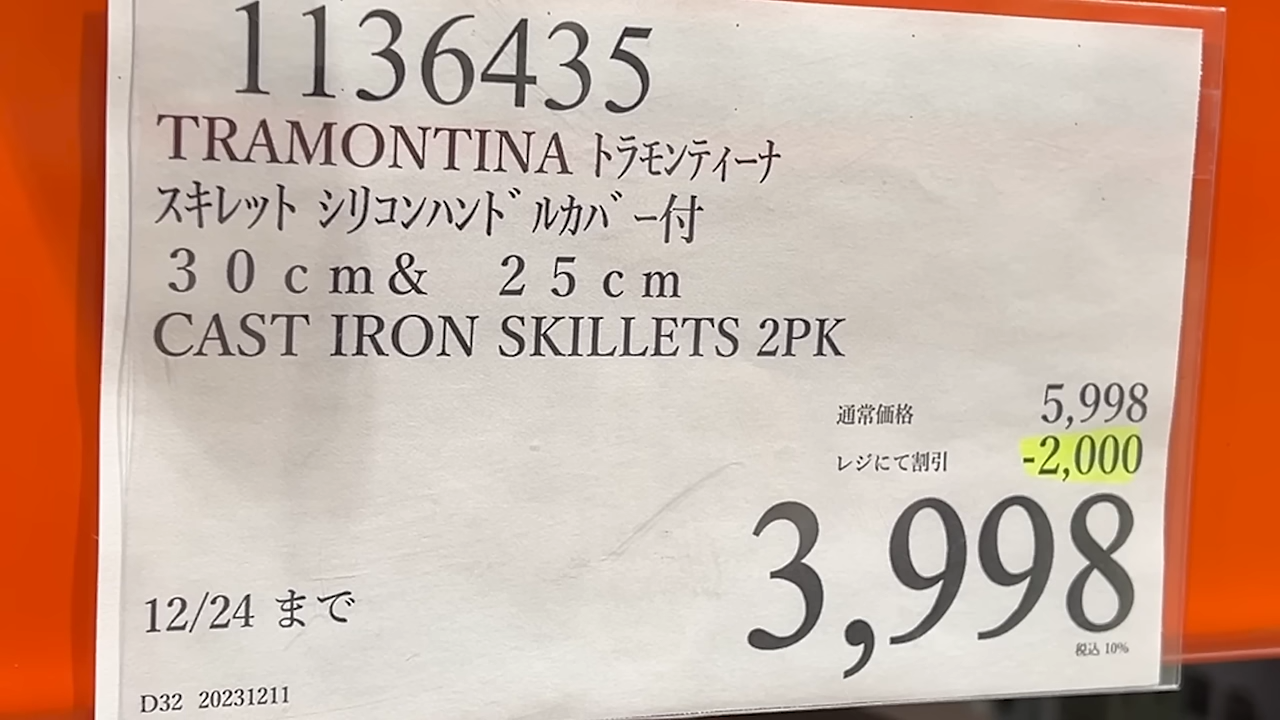 1136435
TRAMONTINA トラモンティーナ
スキレット シリコンハンドルカバー付
30cm& 25cm
CAST IRON SKILLETS 2PK
通常価格 5,998
レジにて割引 -2,000
3,998
税込 10%
12/24 まで
D32 20231211